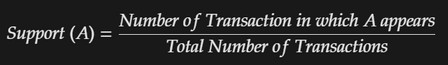 Support (A) = Number of Transaction in which A appears
Total Number of Transactions